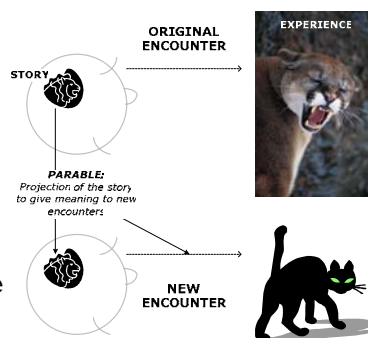 ORIGINAL
ENCOUNTER
EXPERIENCE
STORY
PARABLE:
Projection of the story
to give meaning to new
encounters
NEW
ENCOUNTER
e